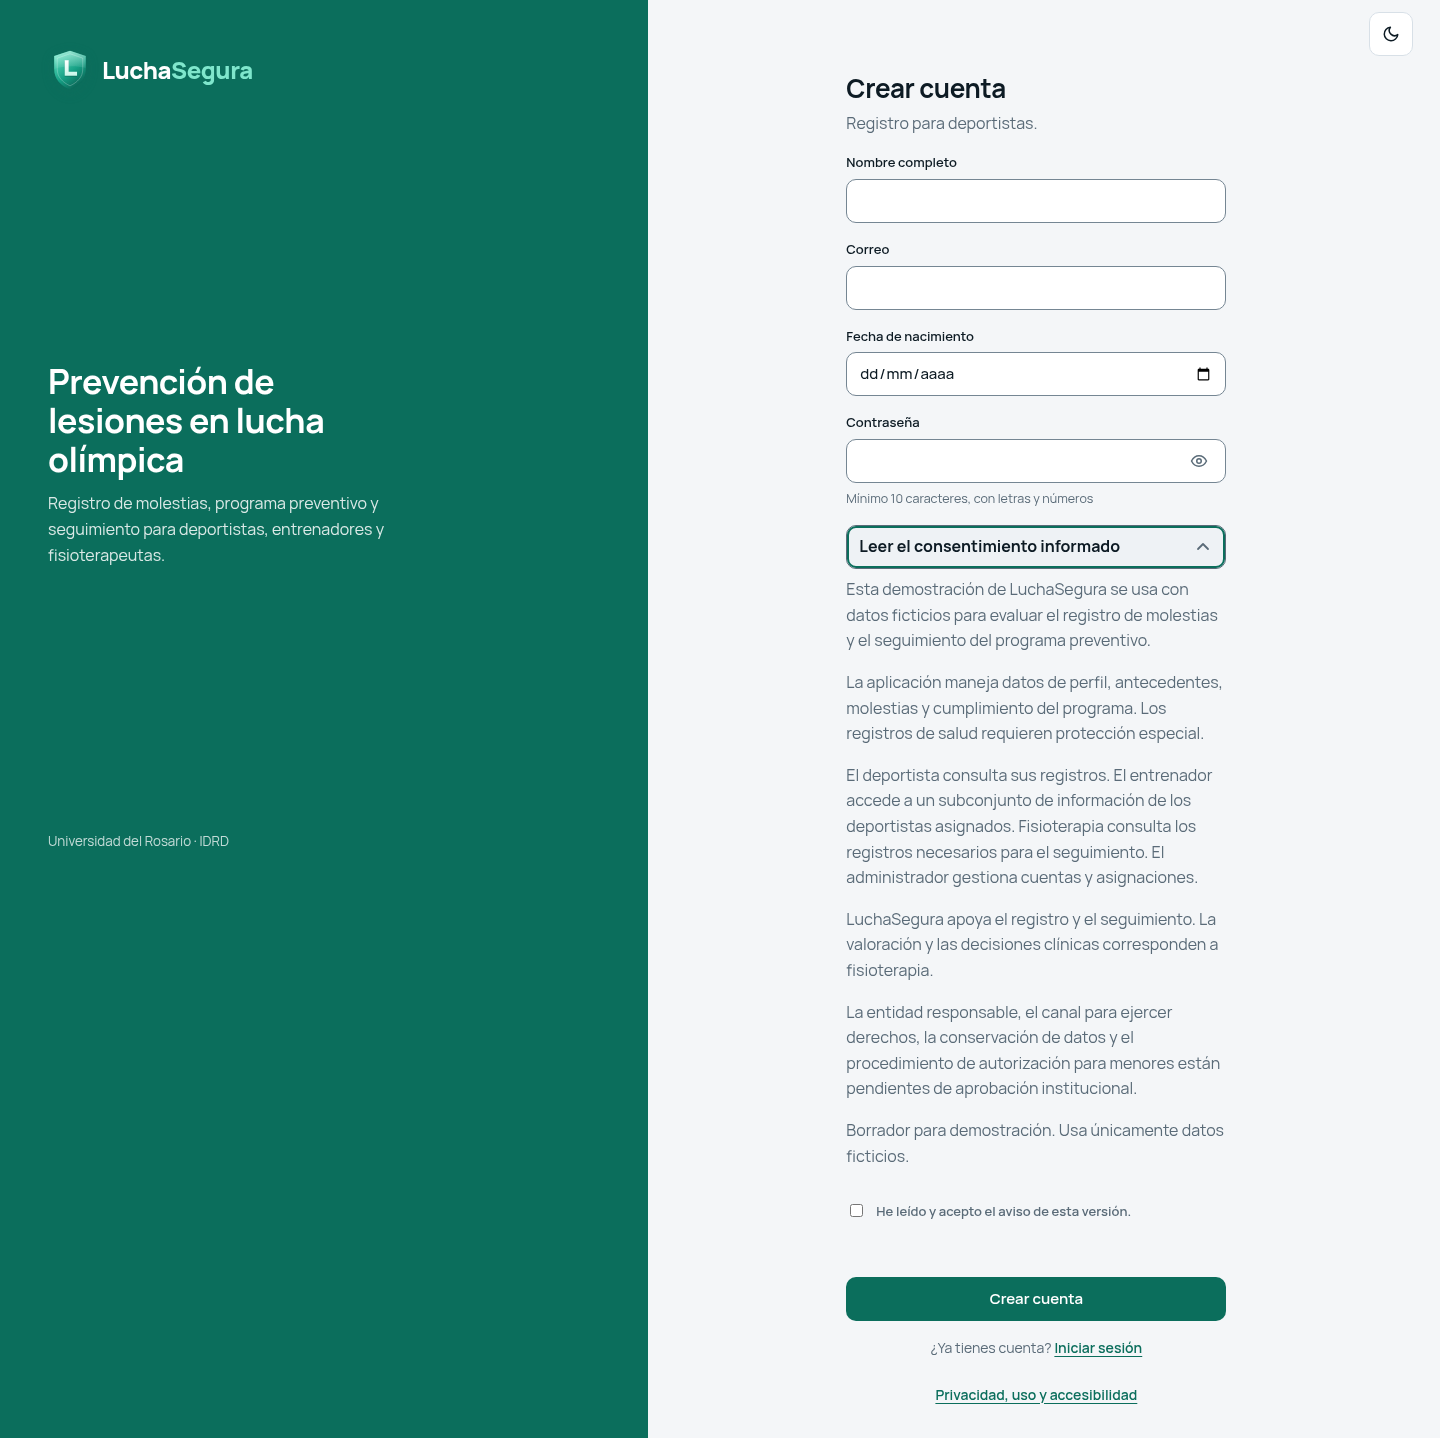 LuchaSegura
Prevención de
lesiones en lucha
olímpica
Registro de molestias, programa preventivo y
seguimiento para deportistas, entrenadores y
fisioterapeutas.
Universidad del Rosario · IDRD
Crear cuenta
Registro para deportistas.
Nombre completo
Correo
Fecha de nacimiento
dd/mm/aaaa
Contraseña
Mínimo 10 caracteres, con letras y números
Leer el consentimiento informado
Esta demostración de LuchaSegura se usa con
datos ficticios para evaluar el registro de molestias
y el seguimiento del programa preventivo.
La aplicación maneja datos de perfil, antecedentes,
molestias y cumplimiento del programa. Los
registros de salud requieren protección especial.
El deportista consulta sus registros. El entrenador
accede a un subconjunto de información de los
deportistas asignados. Fisioterapia consulta los
registros necesarios para el seguimiento. El
administrador gestiona cuentas y asignaciones.
LuchaSegura apoya el registro y el seguimiento. La
valoración y las decisiones clínicas corresponden a
fisioterapia.
La entidad responsable, el canal para ejercer
derechos, la conservación de datos y el
procedimiento de autorización para menores están
pendientes de aprobación institucional.
Borrador para demostración. Usa únicamente datos
ficticios.
He leído y acepto el aviso de esta versión.
Crear cuenta
¿Ya tienes cuenta? Iniciar sesión
Privacidad, uso y accesibilidad